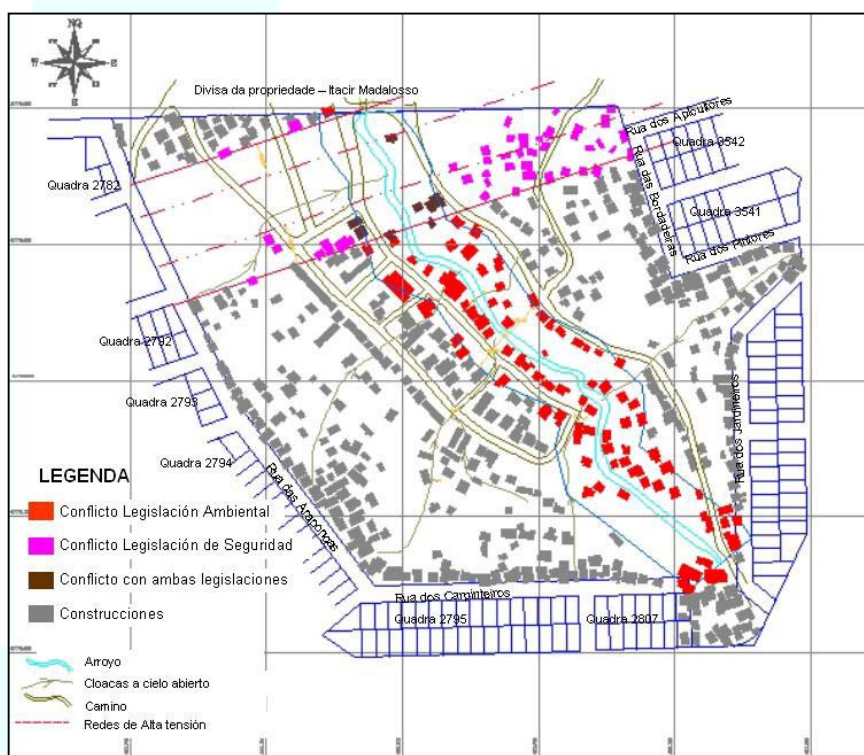 Divisa da propriedade – Itacir Madalosso
Rua dos Apicultores
Quadra 3542
Rua das Bordadeiras
Quadra 2782
Quadra 3541
Rua dos Pintores
Quadra 2792
Quadra 2793
Quadra 2794
Rua dos Jardineiros
Rua das Arapongas
LEGENDA
Conflicto Legislación Ambiental
Conflicto Legislación de Seguridad
Conflicto con ambas legislaciones
Construcciones
Rua dos Carpinteiros
Quadra 2795
Quadra 2807
Arroyo
Cloacas a cielo abierto
Camino
Redes de Alta tensión